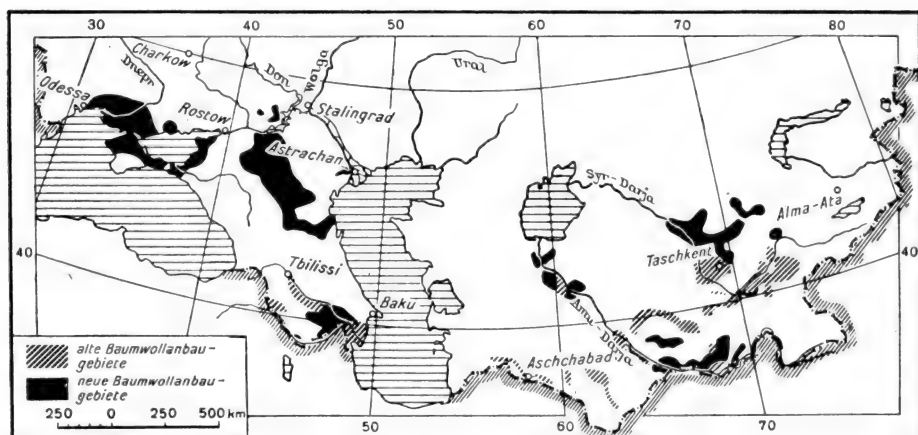 30 40 50 60 70 80
Charkow
Dnepr
Don
Wolga
Ural
Odessa
Rostow
Stalingrad
Astrachan
Syr-Darja
Alma-Ata
Taschkent
40
40
Tbilissi
Baku
Amu-Darja
Aschchabad
alte Baumwollanbau-
gebiete
neue Baumwollanbau-
gebiete
250 0 250 500 km
50 60 70